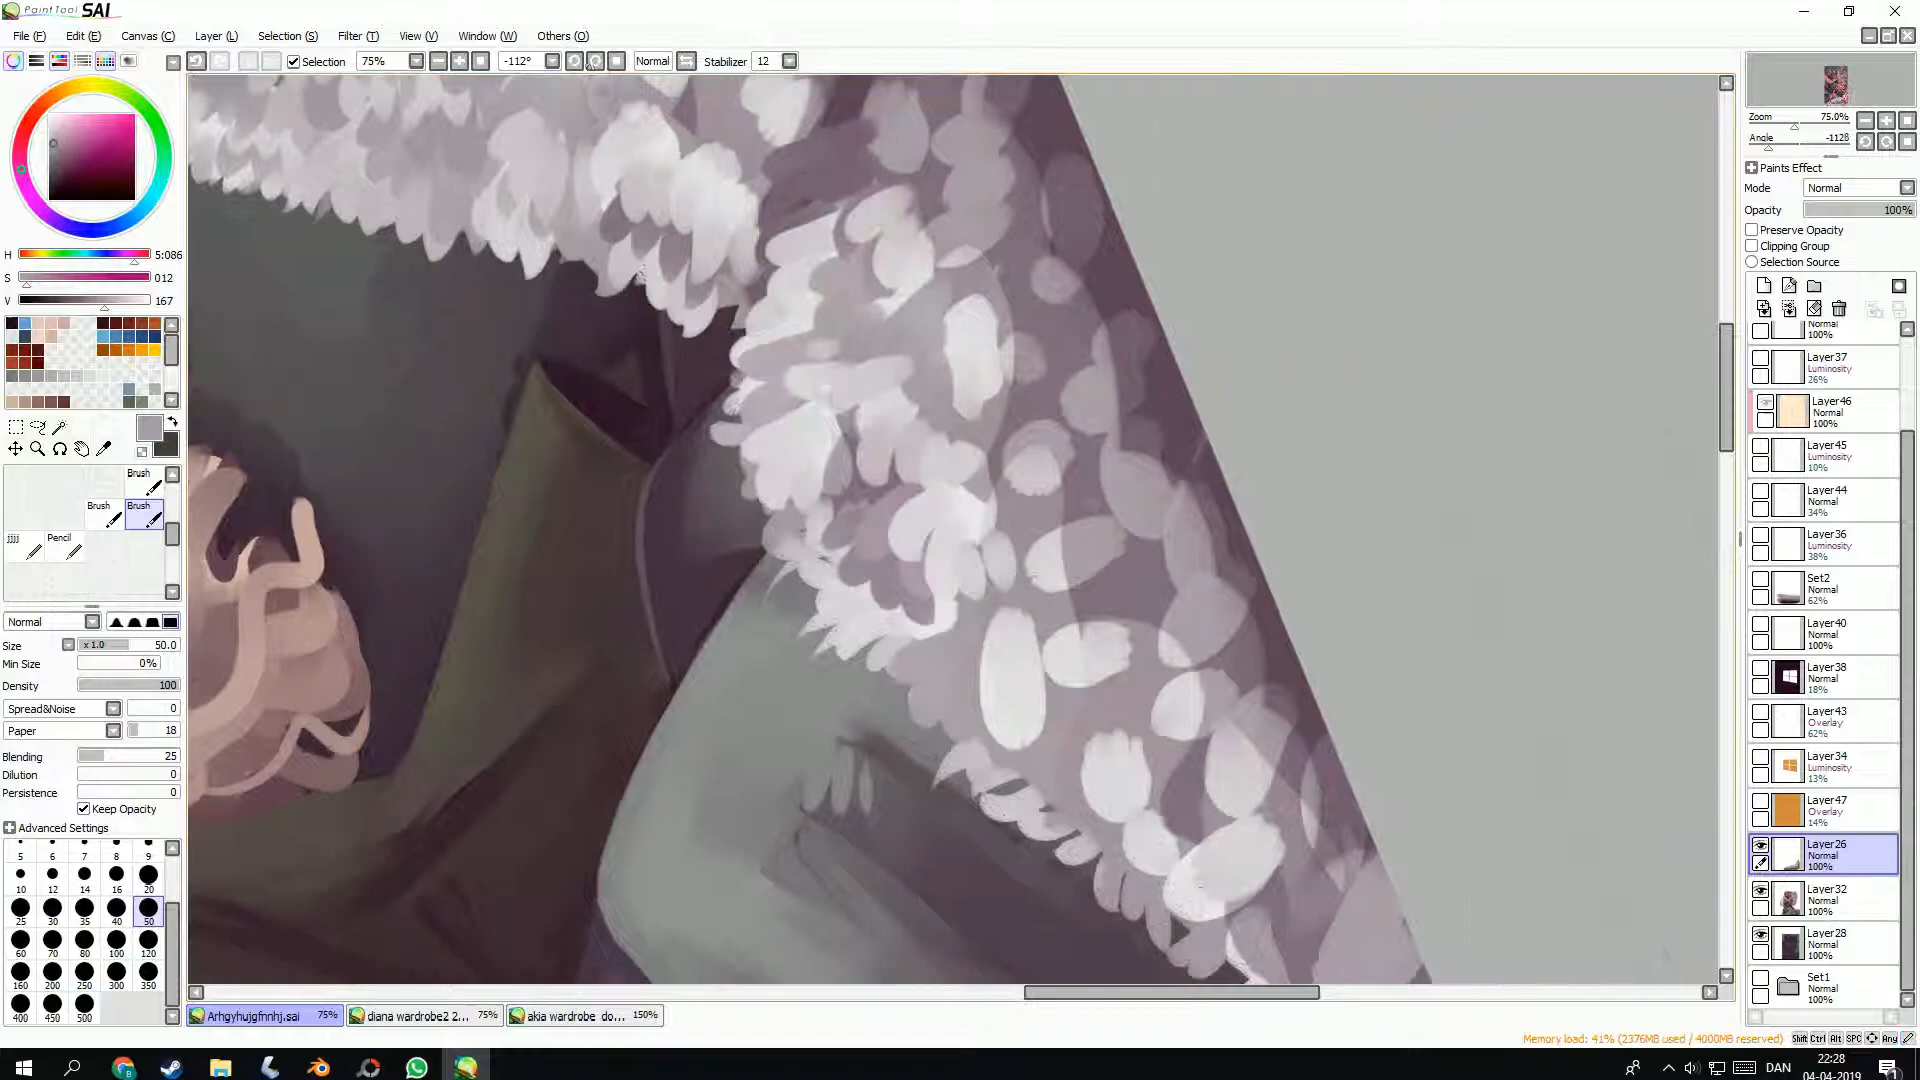 PaintTool SAI
File (F) Edit (E) Canvas (C) Layer (L) Selection (S) Filter (T) View (V) Window (W) Others (O)
Selection 75% -112° Normal Stabilizer 12
Zoom 75.0%
Angle -112ß
Paints Effect
Mode Normal
Opacity 100%
Preserve Opacity
Clipping Group
Selection Source
H 5:086
S 012
V 167
Brush
Brush Brush
jjjj Pencil
Normal
Size x 1.0 50.0
Min Size 0%
Density 100
Spread&Noise 0
Paper 18
Blending 25
Dilution 0
Persistence 0
Keep Opacity
Advanced Settings
5 6 7 8 9
10 12 14 16 20
25 30 35 40 50
60 70 80 100 120
160 200 250 300 350
400 450 500
Normal
100%
Layer37
Luminosity
26%
Layer46
Normal
100%
Layer45
Luminosity
10%
Layer44
Normal
34%
Layer36
Luminosity
38%
Set2
Normal
62%
Layer40
Normal
100%
Layer38
Normal
18%
Layer43
Overlay
62%
Layer34
Luminosity
13%
Layer47
Overlay
14%
Layer26
Normal
100%
Layer32
Normal
100%
Layer28
Normal
100%
Set1
Normal
100%
Arhgyhujgfnnhj.sai 75% diana wardrobe2 2... 75% akia wardrobe do... 150%
Memory load: 41% (2376MB used / 4000MB reserved) Shift Ctrl Alt SPC Any
DAN 22:28
04-04-2019 1